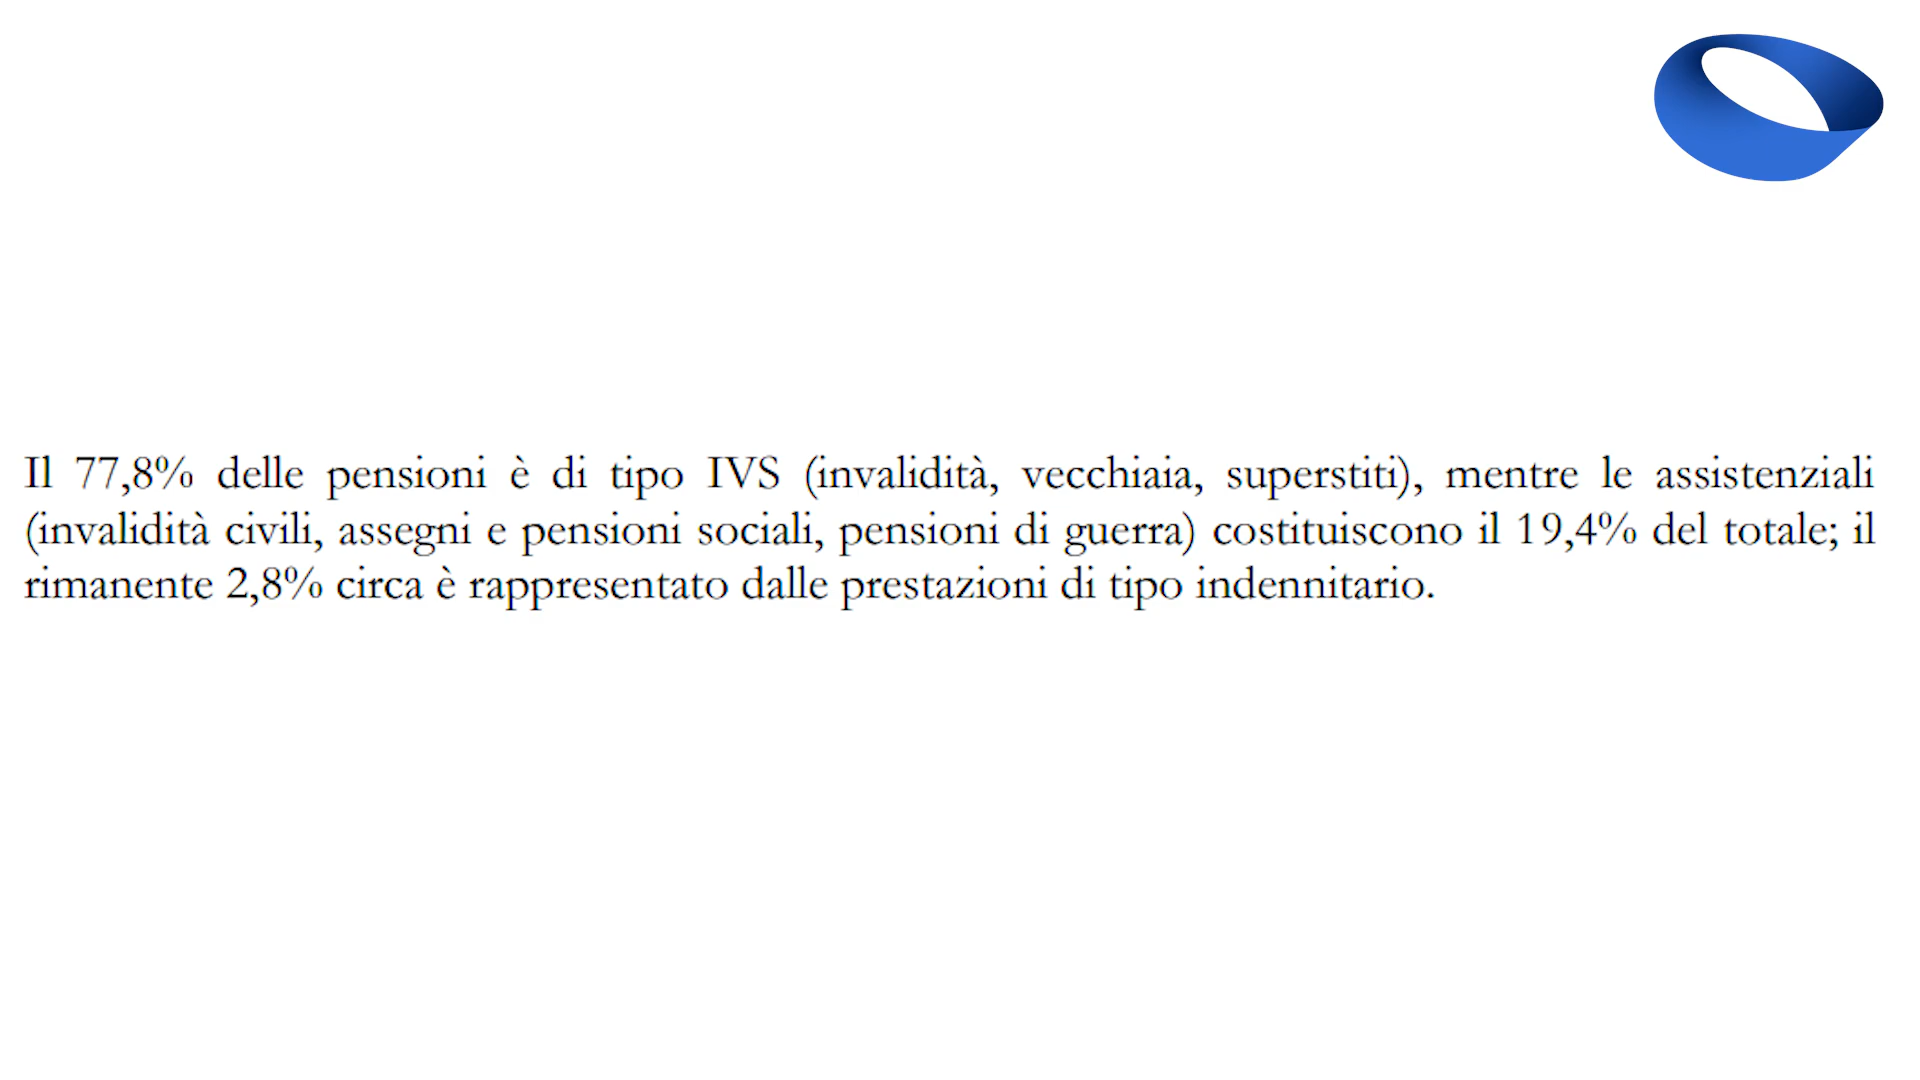 Il 77,8% delle pensioni è di tipo IVS (invalidità, vecchiaia, superstiti), mentre le assistenziali
(invalidità civili, assegni e pensioni sociali, pensioni di guerra) costituiscono il 19,4% del totale; il
rimanente 2,8% circa è rappresentato dalle prestazioni di tipo indennitario.